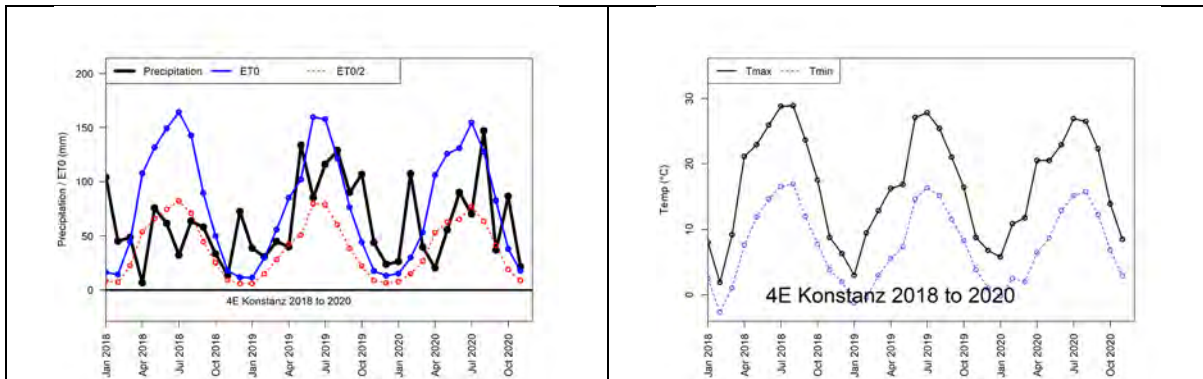 Precipitation ET0 ET0/2
200
150
100
50
0
Precipitation / ET0 (mm)
4E Konstanz 2018 to 2020
Jan 2018
Apr 2018
Jul 2018
Oct 2018
Jan 2019
Apr 2019
Jul 2019
Oct 2019
Jan 2020
Apr 2020
Jul 2020
Oct 2020
Tmax Tmin
30
20
10
0
Temp (°C)
4E Konstanz 2018 to 2020
Jan 2018
Apr 2018
Jul 2018
Oct 2018
Jan 2019
Apr 2019
Jul 2019
Oct 2019
Jan 2020
Apr 2020
Jul 2020
Oct 2020